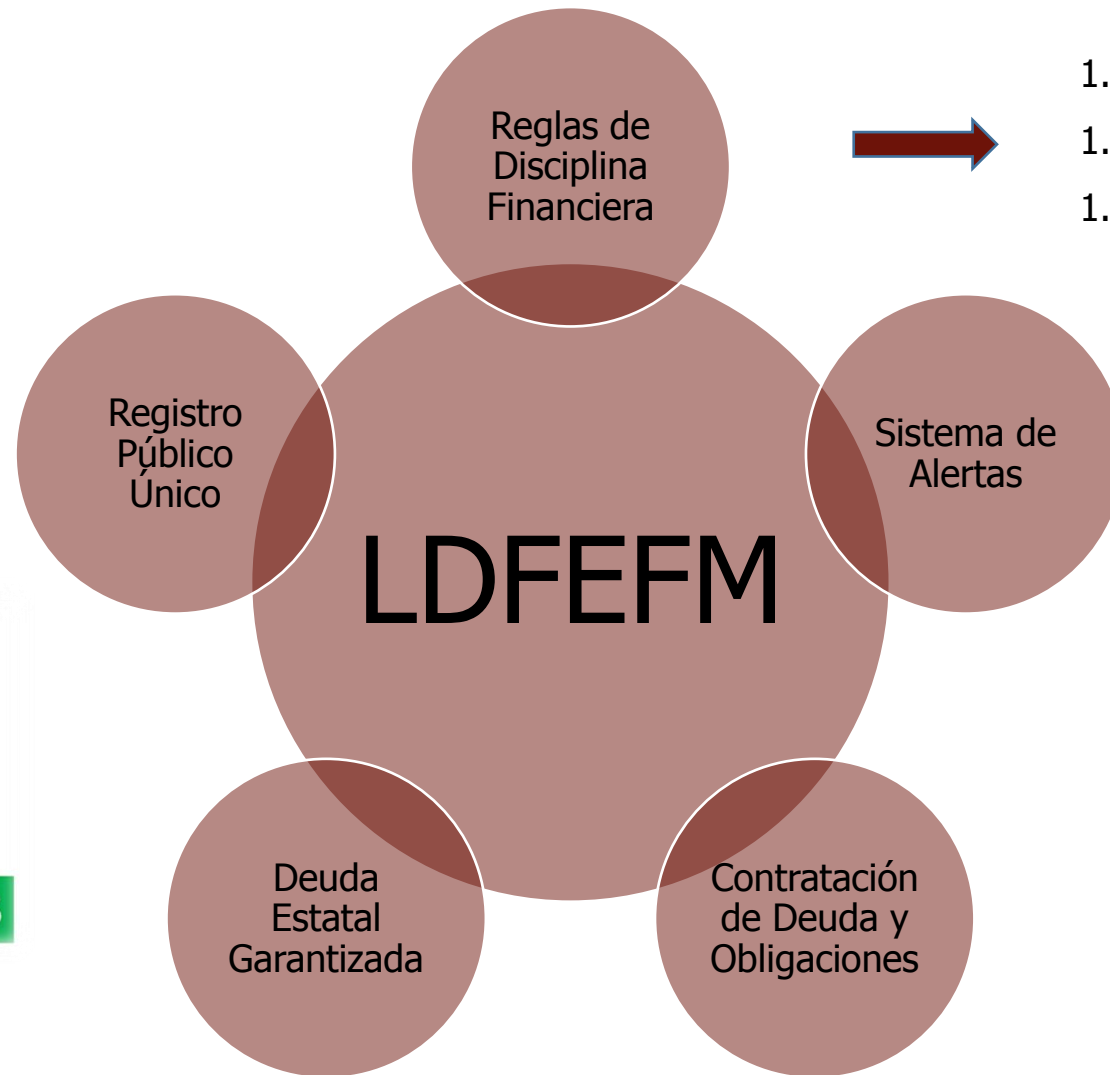 Reglas de
Disciplina
Financiera
1.
1.
1.
Registro
Público
Único
Sistema de
Alertas
LDFEFM
Deuda
Estatal
Garantizada
Contratación
de Deuda y
Obligaciones